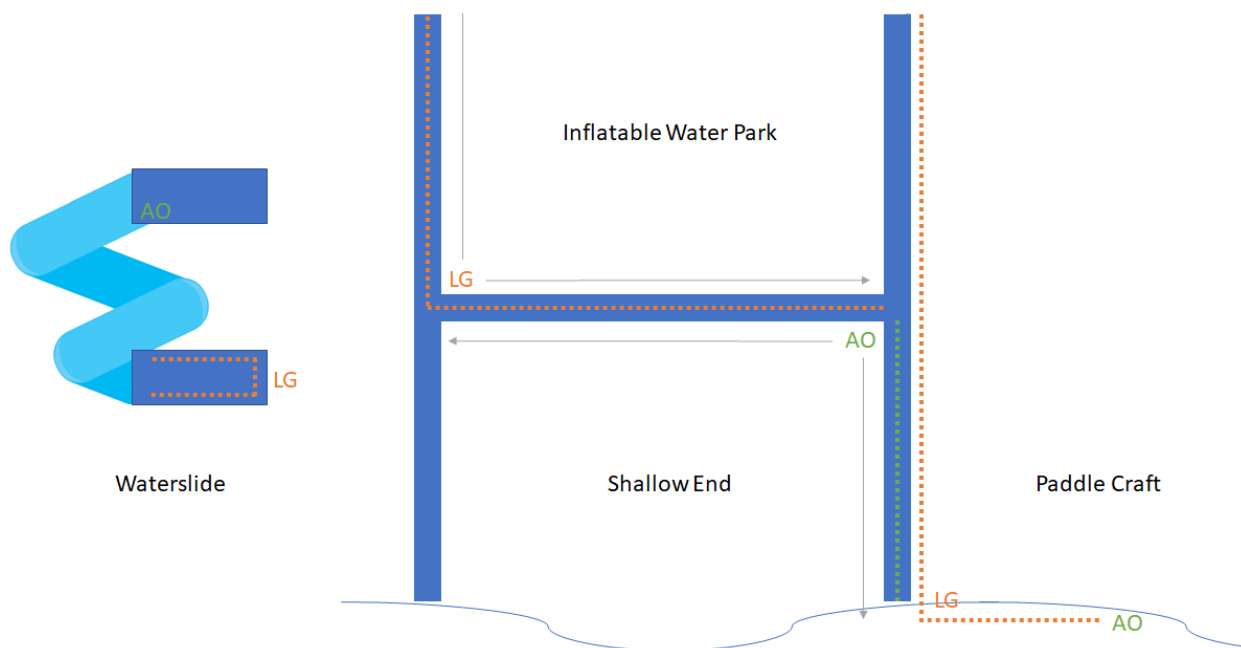 Inflatable Water Park
AO
LG
AO
LG
Waterslide
Shallow End
Paddle Craft
LG
AO